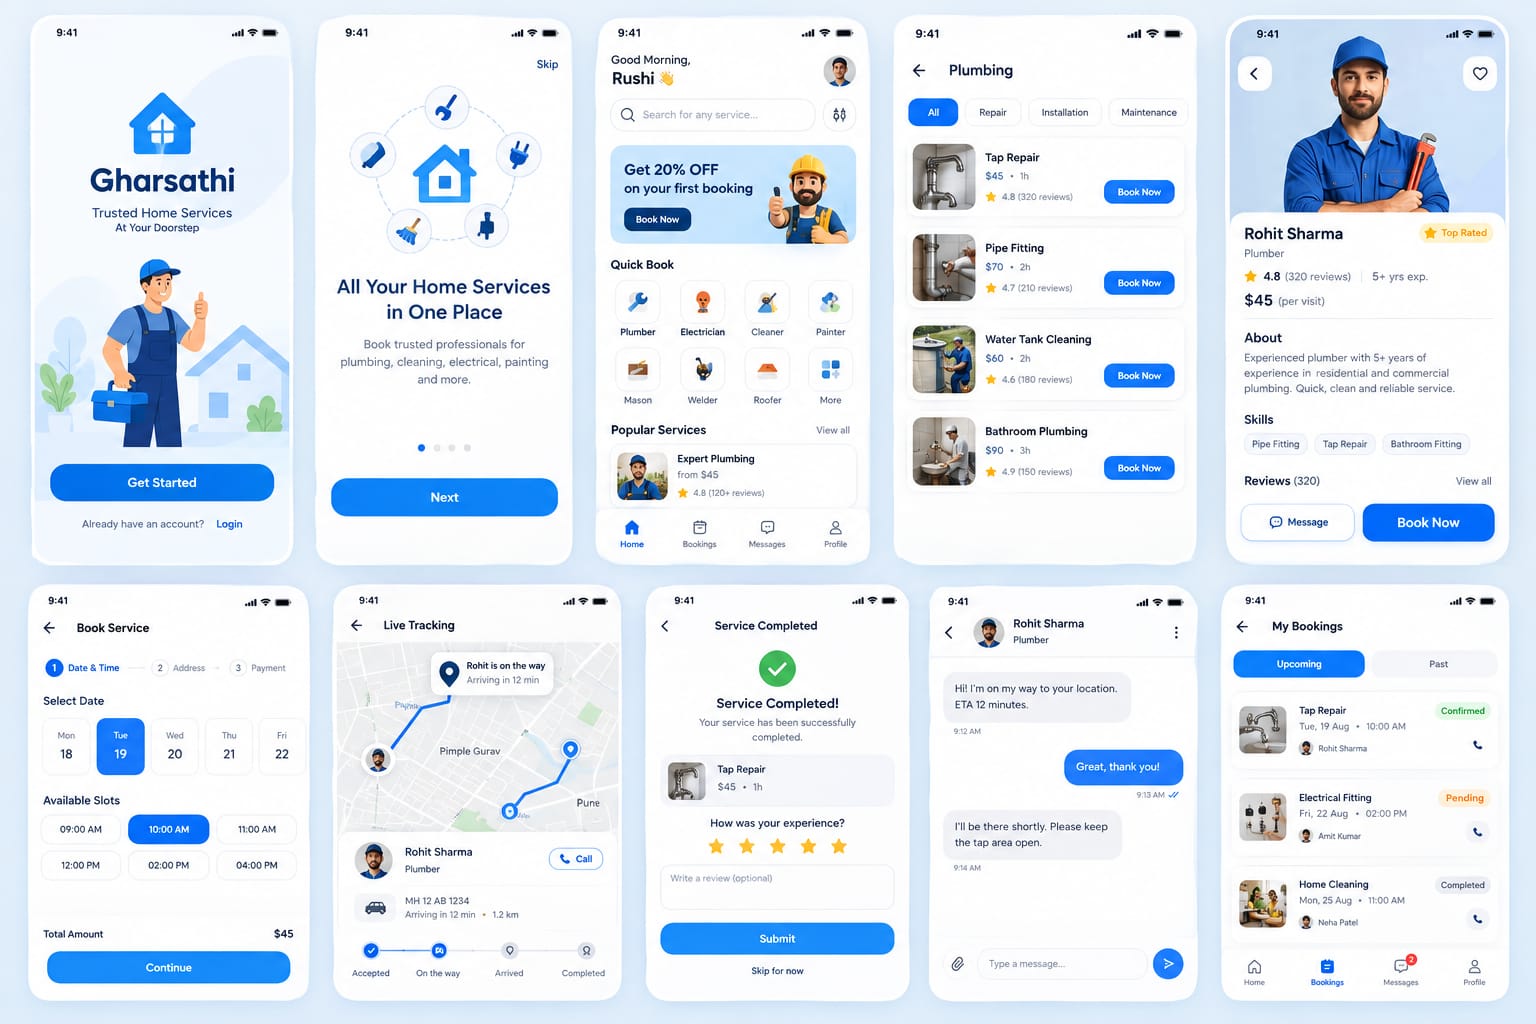 9:41
Gharsathi
Trusted Home Services
At Your Doorstep
Get Started
Already have an account? Login
9:41
Skip
All Your Home Services
in One Place
Book trusted professionals for
plumbing, cleaning, electrical, painting
and more.
Next
9:41
Good Morning,
Rushi 👋
Search for any service...
Get 20% OFF
on your first booking
Book Now
Quick Book
Plumber Electrician Cleaner Painter
Mason Welder Roofer More
Popular Services View all
Expert Plumbing
from $45
4.8 (120+ reviews)
Home Bookings Messages Profile
9:41
Plumbing
All Repair Installation Maintenance
Tap Repair
$45 • 1h
4.8 (320 reviews)
Book Now
Pipe Fitting
$70 • 2h
4.7 (210 reviews)
Book Now
Water Tank Cleaning
$60 • 2h
4.6 (180 reviews)
Book Now
Bathroom Plumbing
$90 • 3h
4.9 (150 reviews)
Book Now
9:41
Rohit Sharma
Top Rated
Plumber
4.8 (320 reviews) 5+ yrs exp.
$45 (per visit)
About
Experienced plumber with 5+ years of
experience in residential and commercial
plumbing. Quick, clean and reliable service.
Skills
Pipe Fitting Tap Repair Bathroom Fitting
Reviews (320) View all
Message Book Now
9:41
Book Service
1 Date & Time 2 Address 3 Payment
Select Date
Mon Tue Wed Thu Fri
18 19 20 21 22
Available Slots
09:00 AM 10:00 AM 11:00 AM
12:00 PM 02:00 PM 04:00 PM
Total Amount $45
Continue
9:41
Live Tracking
Rohit is on the way
Arriving in 12 min
Pimple Gurav
Pune
Rohit Sharma
Plumber
Call
MH 12 AB 1234
Arriving in 12 min • 1.2 km
Accepted On the way Arrived Completed
9:41
Service Completed
Service Completed!
Your service has been successfully
completed.
Tap Repair
$45 • 1h
How was your experience?
Write a review (optional)
Submit
Skip for now
9:41
Rohit Sharma
Plumber
Hi! I'm on my way to your location.
ETA 12 minutes.
9:12 AM
Great, thank you!
9:13 AM
I'll be there shortly. Please keep
the tap area open.
9:14 AM
Type a message...
9:41
My Bookings
Upcoming Past
Tap Repair Confirmed
Tue, 19 Aug • 10:00 AM
Rohit Sharma
Electrical Fitting Pending
Fri, 22 Aug • 02:00 PM
Amit Kumar
Home Cleaning Completed
Mon, 25 Aug • 11:00 AM
Neha Patel
2
Home Bookings Messages Profile